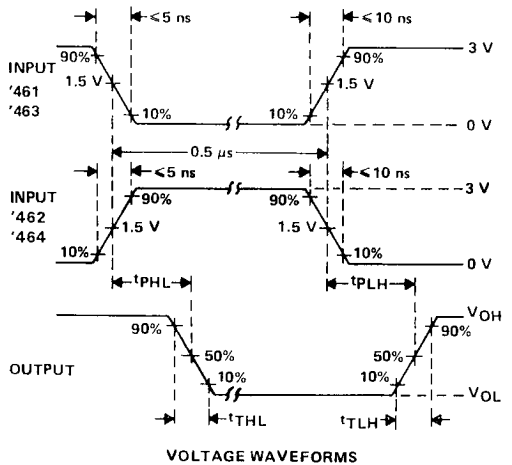 ≤5 ns ≤10 ns
90% 90% 3 V
INPUT
'461
'463
1.5 V 1.5 V
10% 10%
0 V
0.5 μs
≤5 ns ≤10 ns
INPUT
'462
'464
90% 90% 3 V
1.5 V 1.5 V
10% 10%
0 V
tPHL tPLH
VOH
90% 90%
50% 50%
OUTPUT
10% 10%
VOL
tTHL tTLH
VOLTAGE WAVEFORMS